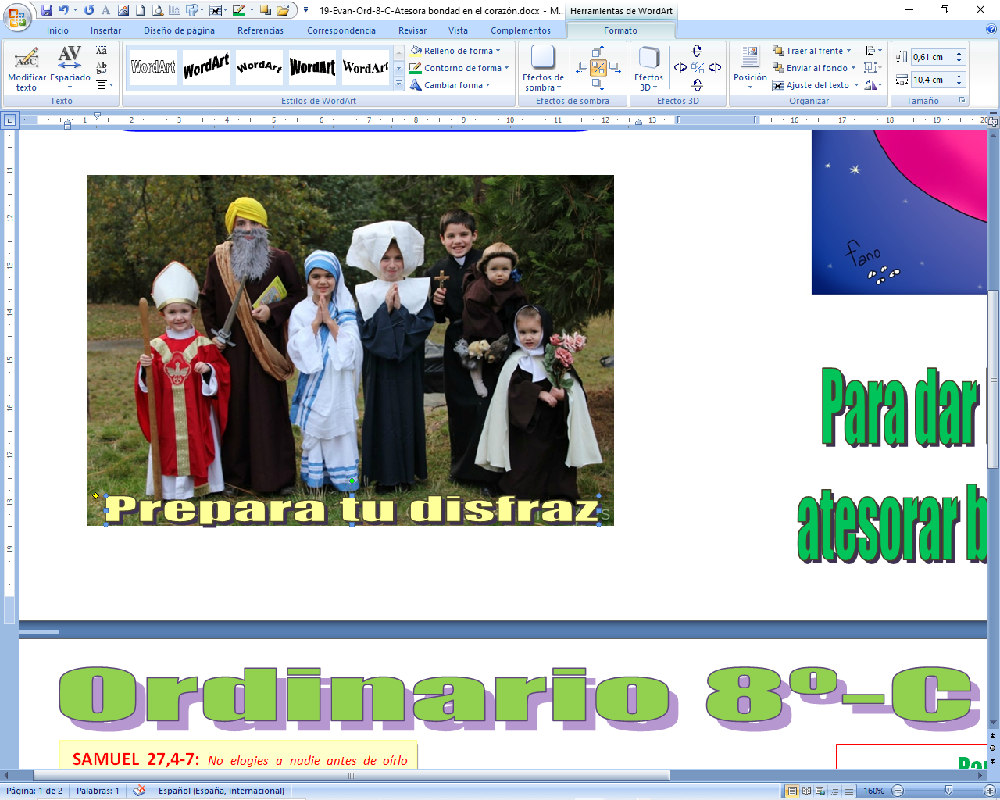 19-Evan-Ord-8-C-Atesora bondad en el corazón.docx - M...
Herramientas de WordArt
Inicio
Insertar
Diseño de página
Referencias
Correspondencia
Revisar
Vista
Complementos
Formato
Modificar texto
Espaciado
Texto
WordArt WordArt WordArt WordArt WordArt
Estilos de WordArt
Relleno de forma
Contorno de forma
Cambiar forma
Efectos de sombra
Efectos de sombra
Efectos 3D
Efectos 3D
Posición
Traer al frente
Enviar al fondo
Ajuste del texto
Organizar
0,61 cm
10,4 cm
Tamaño
1 2 3 4 5 6 7 8 9 10 11 12 13 16 17 18 19 20
11
12
13
14
15
16
17
18
19
fano
Prepara tu disfraz
Para dar
atesorar b
Ordinario 8º-C
SAMUEL 27,4-7: No elogies a nadie antes de oírlo
Página: 1 de 2
Palabras: 1
Español (España, internacional)
160%